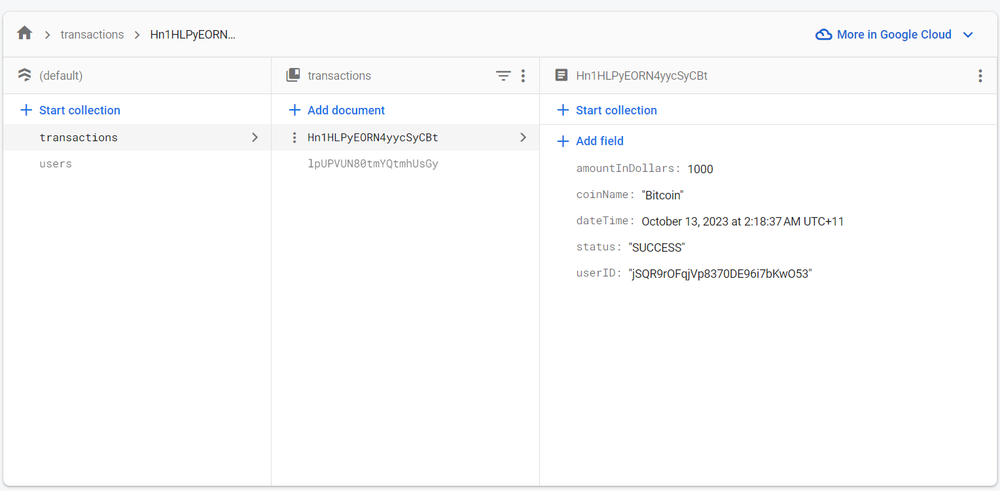 transactions Hn1HLPyEORN... More in Google Cloud
(default) transactions Hn1HLPyEORN4yycSyCBt
Start collection Add document Start collection
transactions Hn1HLPyEORN4yycSyCBt Add field
users lpUPVUN80tmYQtmhUsGy
amountInDollars: 1000
coinName: "Bitcoin"
dateTime: October 13, 2023 at 2:18:37 AM UTC+11
status: "SUCCESS"
userID: "jSQR9rOFqjVp8370DE96i7bKwO53"